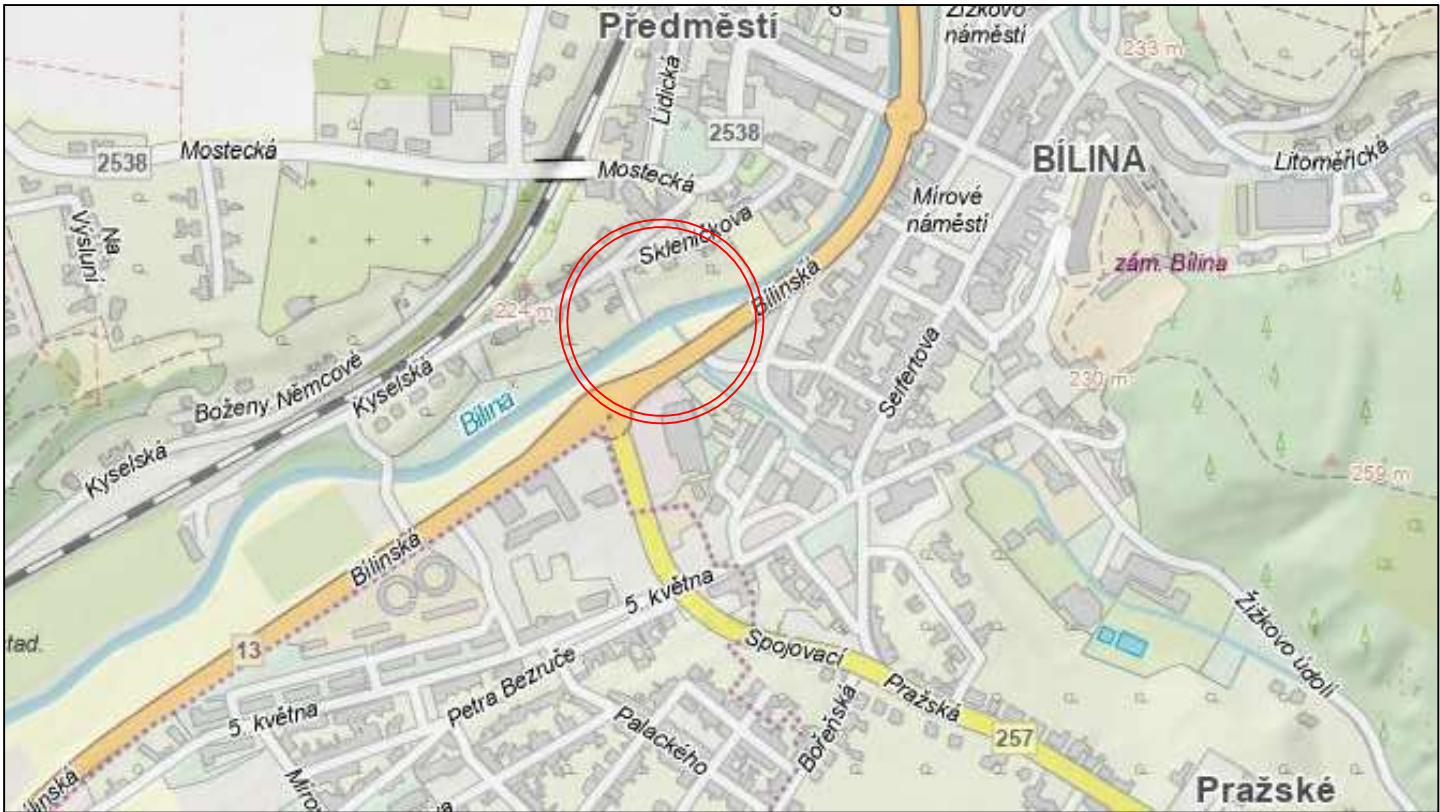 Předměstí
Žižkovo
náměstí
233 m
Lidická
2538
Mostecká
2538
Mostecká
BÍLINA
Litoměřická
Mírové
náměstí
Na
Výsluní
Skleničkova
zám. Bílina
Bílinská
224 m
Seifertova
230 m
Boženy Němcové
Kyselská
Bílina
Kyselská
259 m
Bílinská
5. května
Žižkovo údolí
tad.
13
Spojovací
Petra Bezruče
Pražská
5. května
Palackého
Bořeňská
257
Pražské